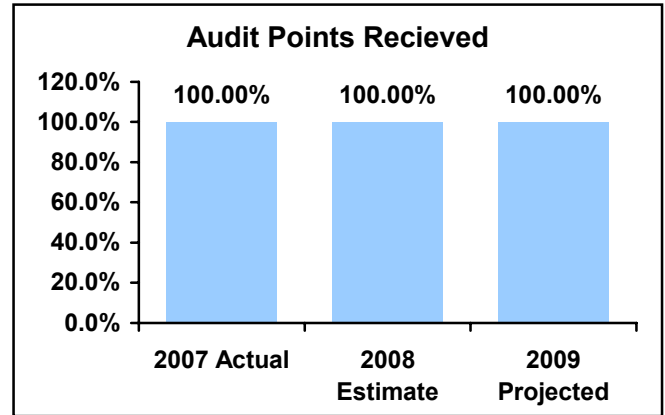 Audit Points Recieved
120.0%
100.0%
80.0%
60.0%
40.0%
20.0%
0.0%
100.00% 100.00% 100.00%
2007 Actual 2008 2009
Estimate Projected